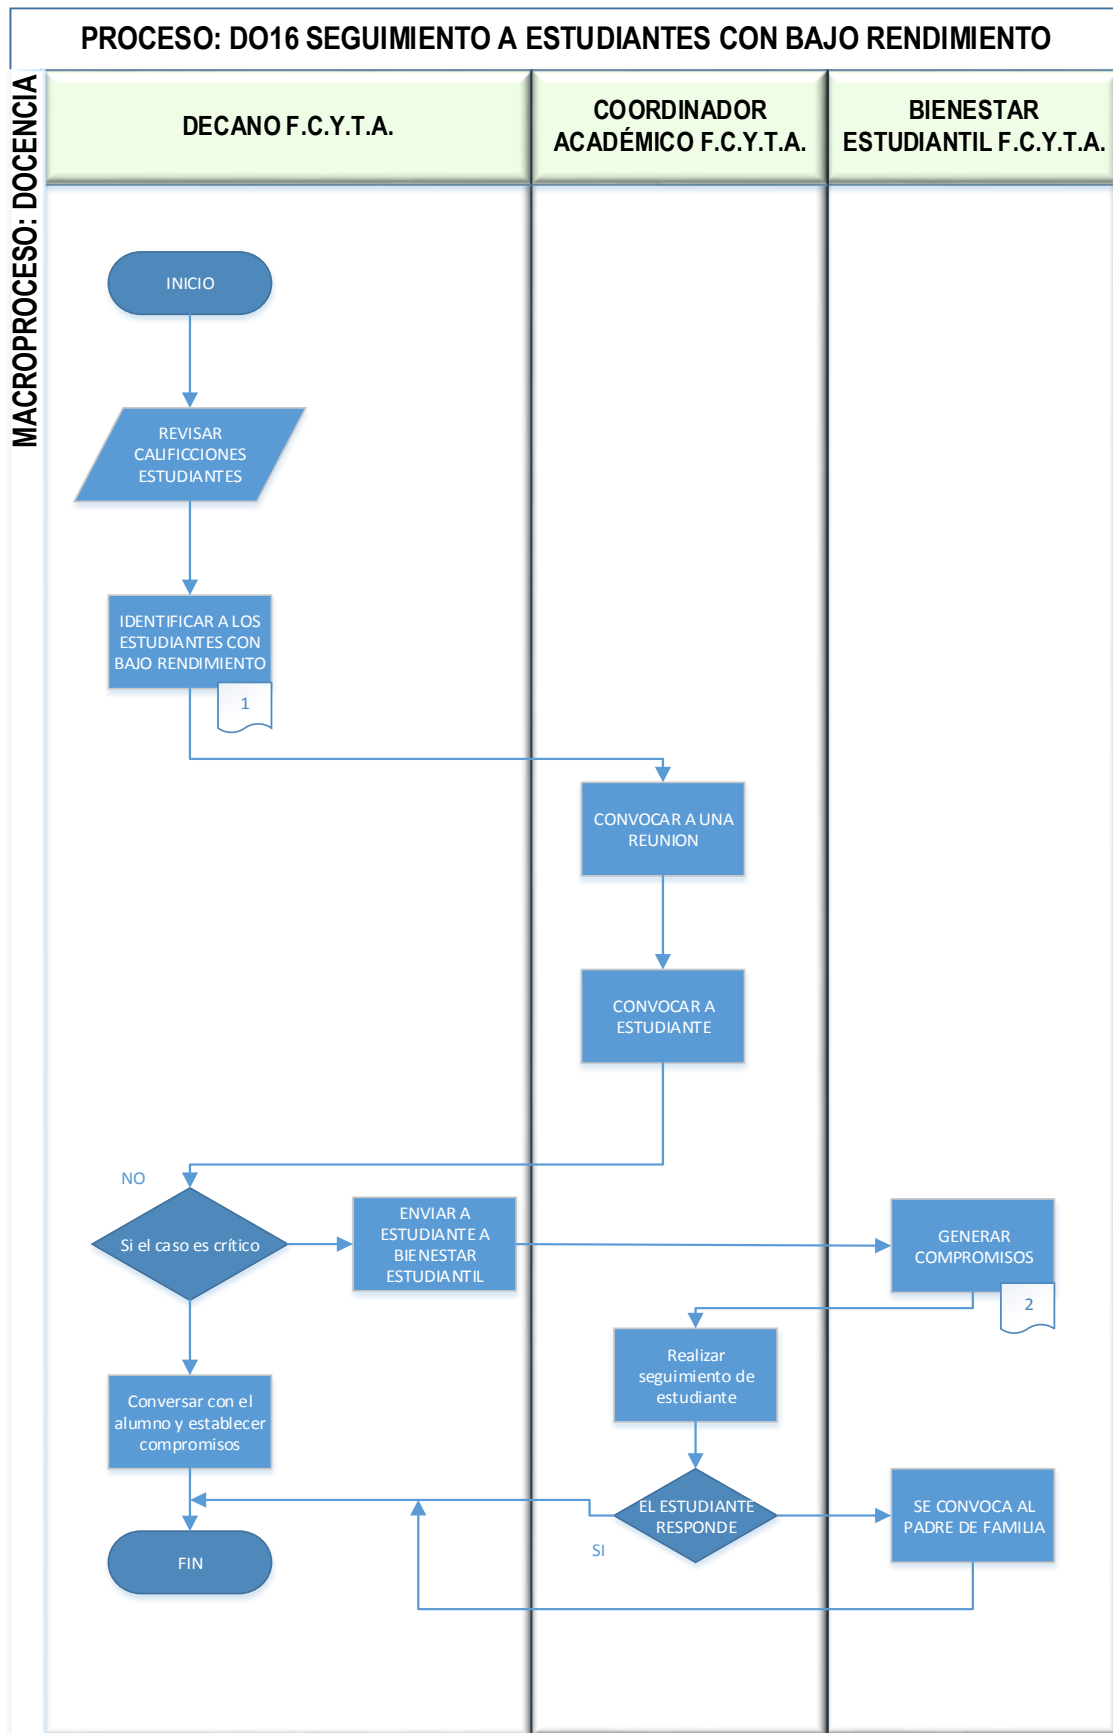 PROCESO: DO16 SEGUIMIENTO A ESTUDIANTES CON BAJO RENDIMIENTO
MACROPROCESO: DOCENCIA
DECANO F.C.Y.T.A.
COORDINADOR
ACADÉMICO F.C.Y.T.A.
BIENESTAR
ESTUDIANTIL F.C.Y.T.A.
INICIO
REVISAR
CALIFICCIONES
ESTUDIANTES
IDENTIFICAR A LOS
ESTUDIANTES CON
BAJO RENDIMIENTO
1
CONVOCAR A UNA
REUNION
CONVOCAR A
ESTUDIANTE
NO
Si el caso es crítico
ENVIAR A
ESTUDIANTE A
BIENESTAR
ESTUDIANTIL
GENERAR
COMPROMISOS
2
Realizar
seguimiento de
estudiante
Conversar con el
alumno y establecer
compromisos
EL ESTUDIANTE
RESPONDE
SI
SE CONVOCA AL
PADRE DE FAMILIA
FIN